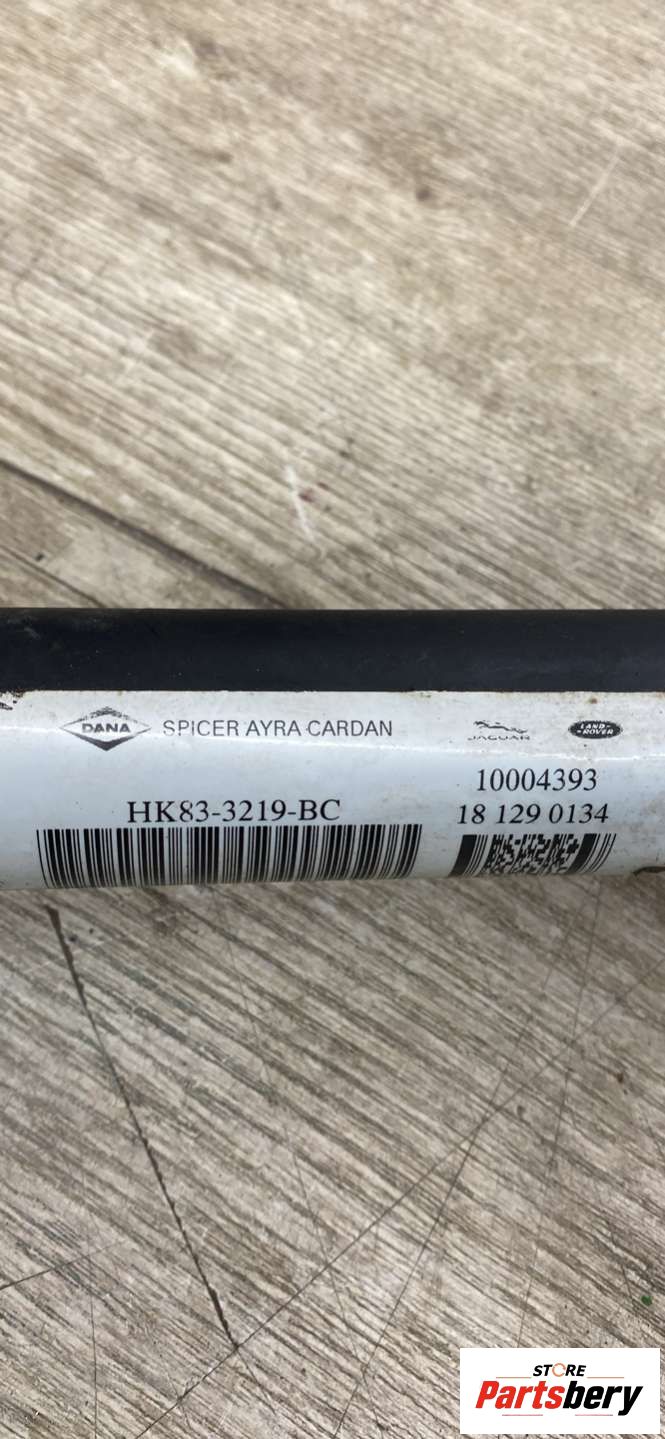 DANA SPICER AYRA CARDAN JAGUAR LAND-ROVER
10004393
HK83-3219-BC 18 129 0134
STORE
Partsbery